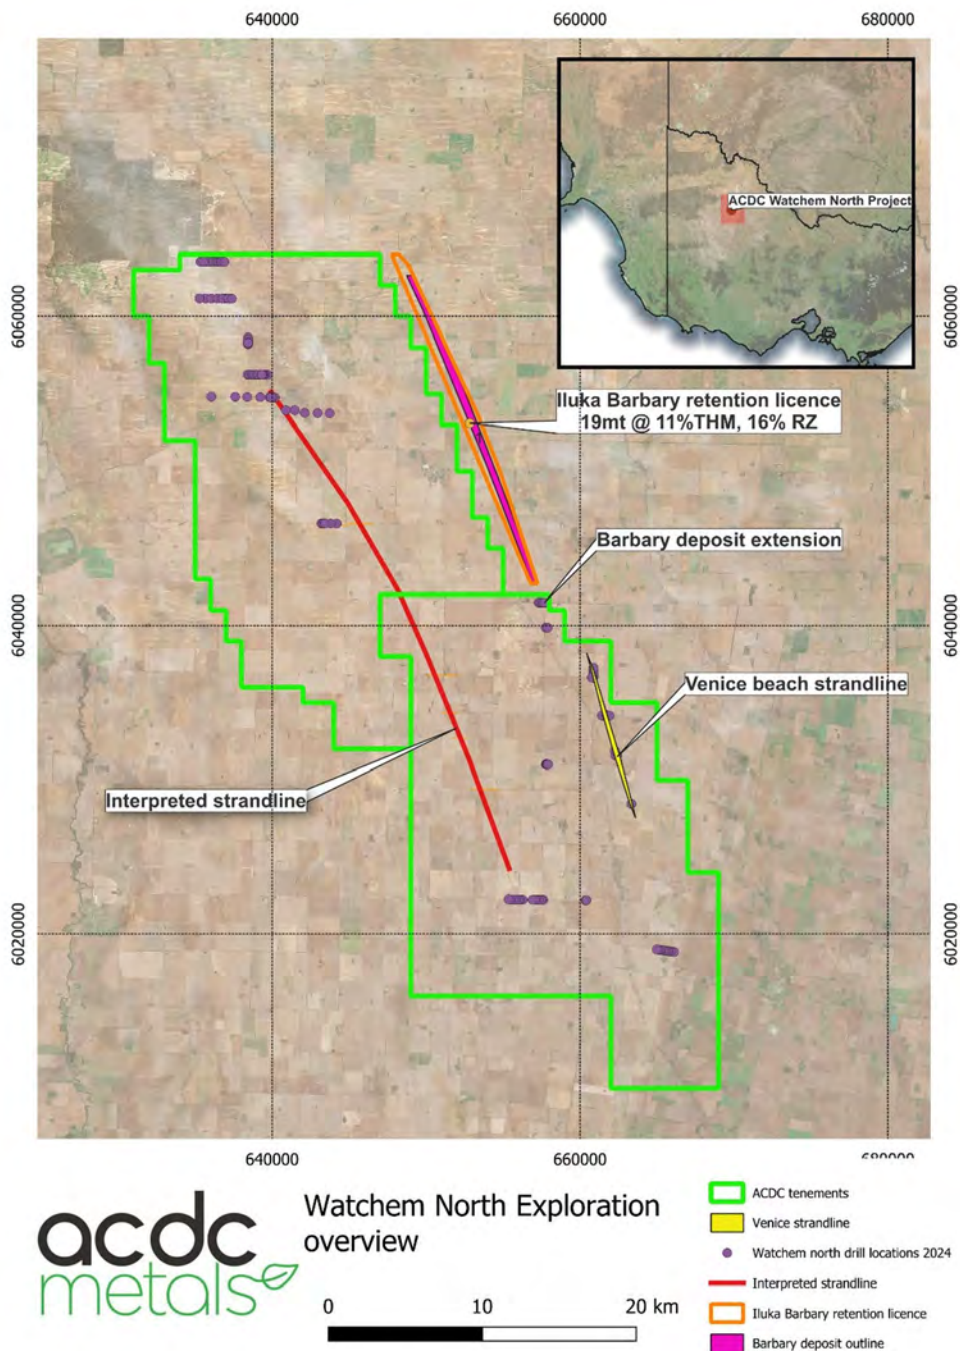 640000 660000 680000
ACDC Watchem North Project
6060000 6060000
Iluka Barbary retention licence
19mt @ 11%THM, 16% RZ
Barbary deposit extension
6040000 6040000
Venice beach strandline
Interpreted strandline
6020000 6020000
640000 660000 680000
acdc
metals
Watchem North Exploration
overview
0 10 20 km
ACDC tenements
Venice strandline
Watchem north drill locations 2024
Interpreted strandline
Iluka Barbary retention licence
Barbary deposit outline